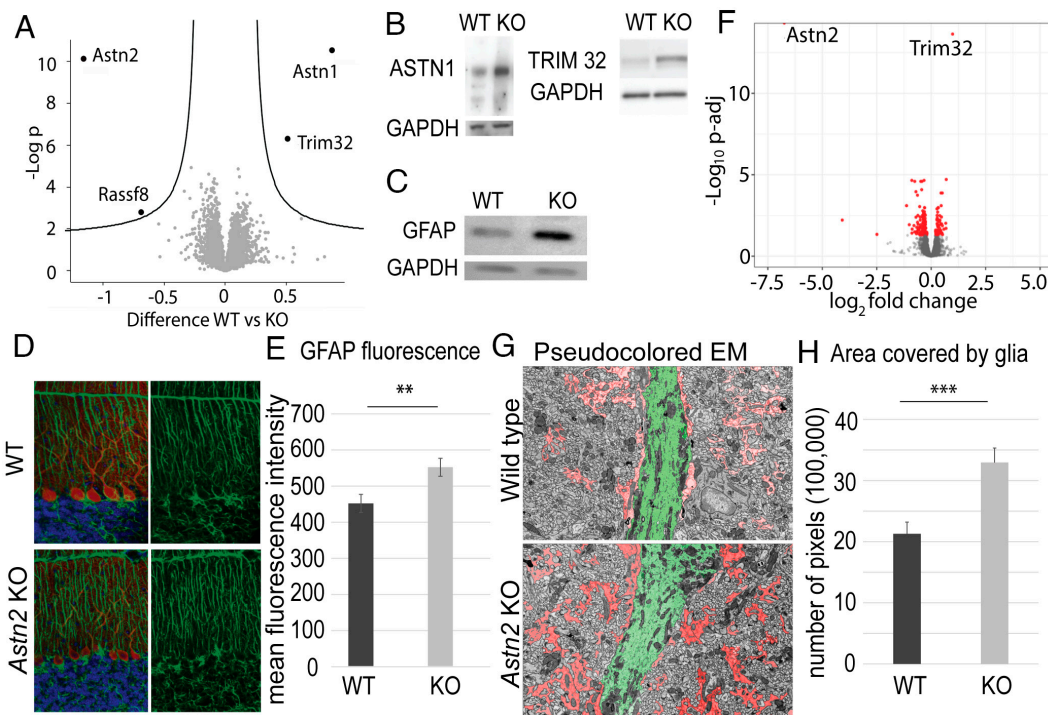 A
-Log p
10
8
6
4
2
0
Astn2
Astn1
Trim32
Rassf8
-1
-0.5
0
0.5
Difference WT vs KO
B
WT KO
ASTN1
GAPDH
WT KO
TRIM 32
GAPDH
C
WT KO
GFAP
GAPDH
F
Astn2
Trim32
-Log10 p-adj
10
5
0
-7.5
-5.0
-2.5
0.0
2.5
5.0
log2 fold change
D
WT
Astn2 KO
E GFAP fluorescence
**
mean fluorescence intensity
700
600
500
400
300
200
100
0
WT
KO
G Pseudocolored EM
Wild type
Astn2 KO
H Area covered by glia
***
number of pixels (100,000)
40
30
20
10
0
WT
KO